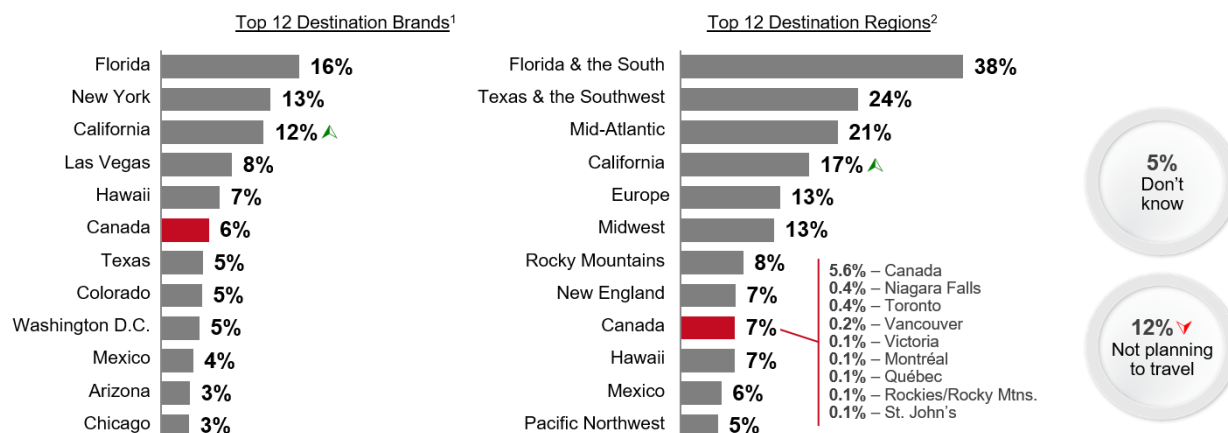 Top 12 Destination Brands¹
Florida 16%
New York 13%
California 12%
Las Vegas 8%
Hawaii 7%
Canada 6%
Texas 5%
Colorado 5%
Washington D.C. 5%
Mexico 4%
Arizona 3%
Chicago 3%
Top 12 Destination Regions²
Florida & the South 38%
Texas & the Southwest 24%
Mid-Atlantic 21%
California 17%
Europe 13%
Midwest 13%
Rocky Mountains 8%
New England 7%
Canada 7%
Hawaii 7%
Mexico 6%
Pacific Northwest 5%
5.6% – Canada
0.4% – Niagara Falls
0.4% – Toronto
0.2% – Vancouver
0.1% – Victoria
0.1% – Montréal
0.1% – Québec
0.1% – Rockies/Rocky Mtns.
0.1% – St. John's
5%
Don't
know
12%
Not planning
to travel